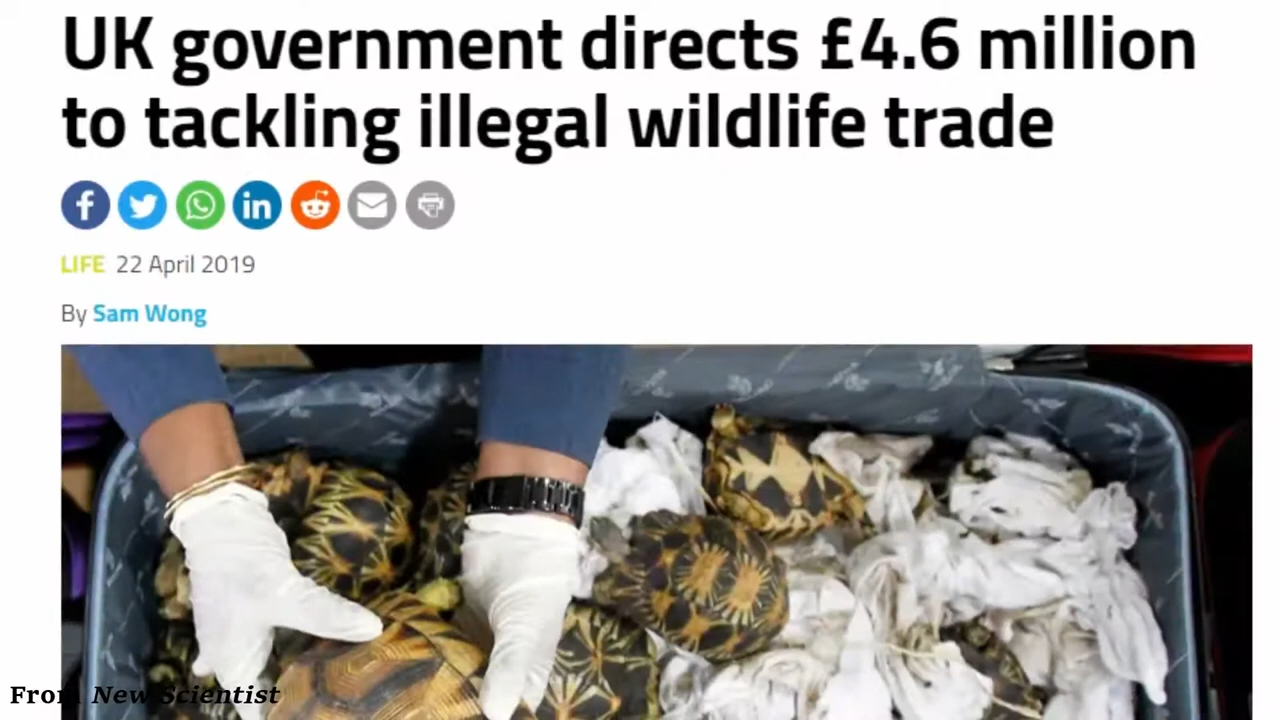 UK government directs £4.6 million
to tackling illegal wildlife trade
LIFE 22 April 2019
By Sam Wong
From New Scientist